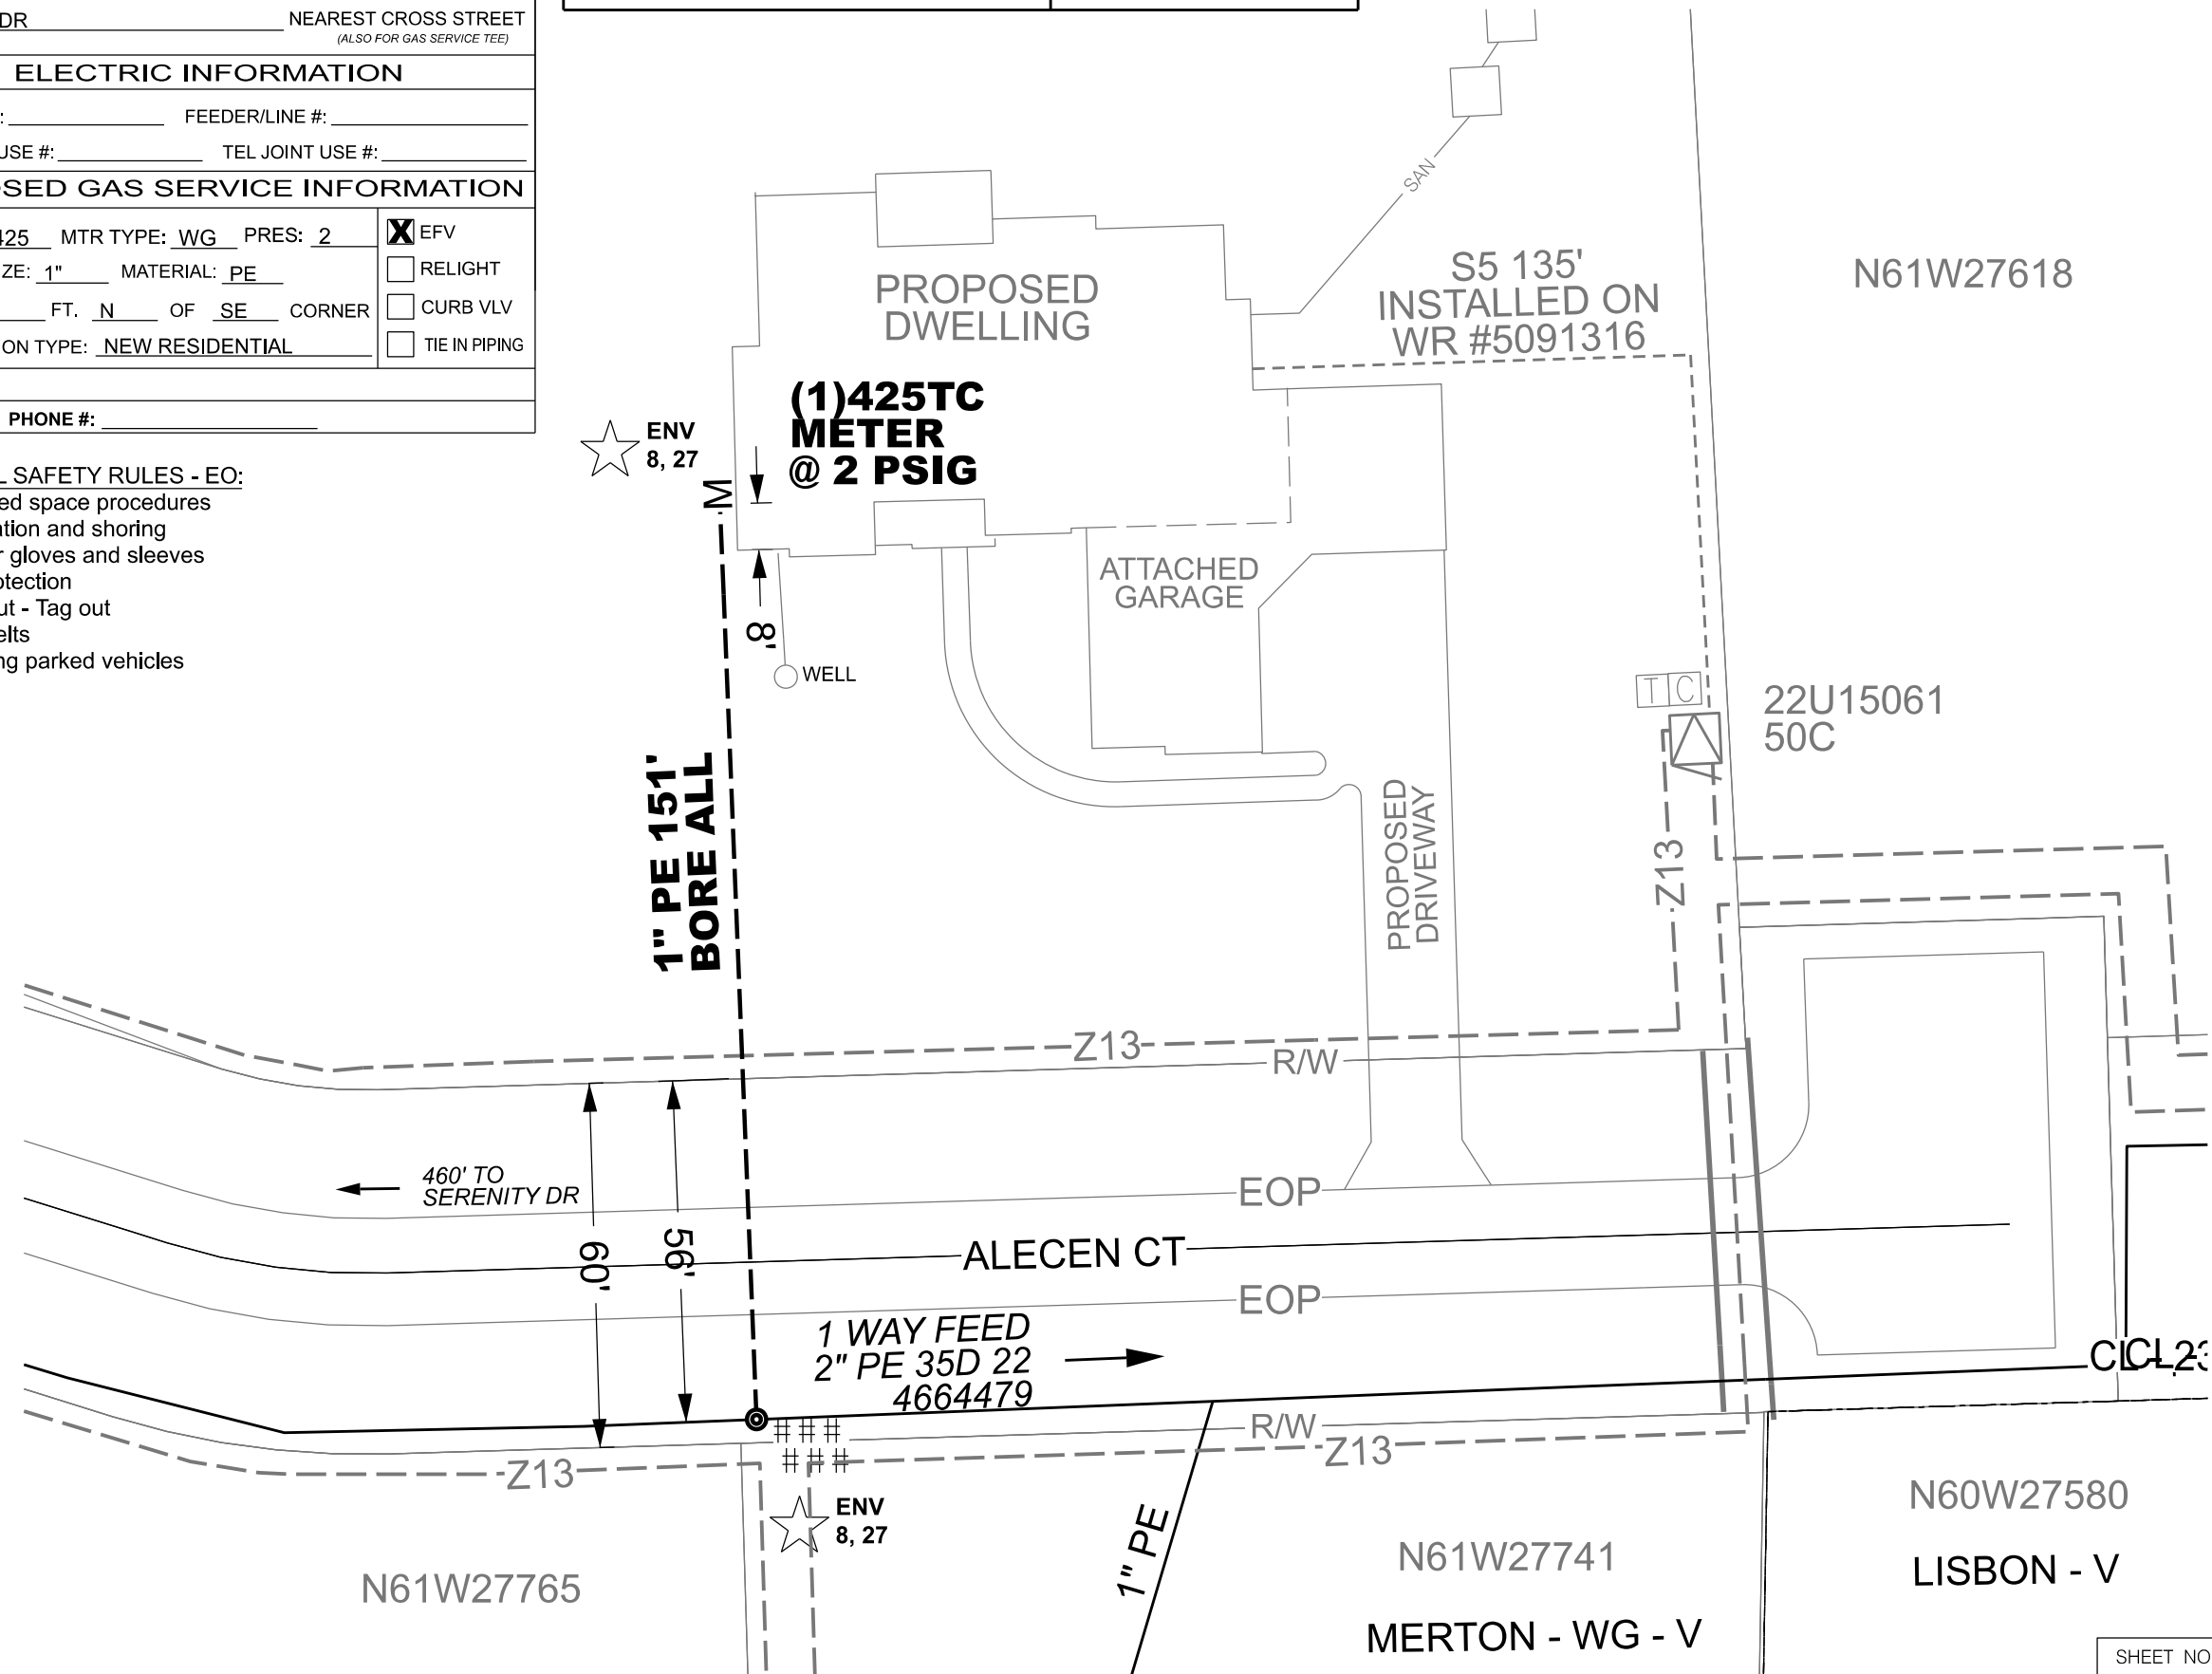 DR NEAREST CROSS STREET
(ALSO FOR GAS SERVICE TEE)
ELECTRIC INFORMATION
: FEEDER/LINE #:
USE #: TEL JOINT USE #:
SED GAS SERVICE INFORMATION
425 MTR TYPE: WG PRES: 2
X EFV
ZE: 1" MATERIAL: PE
RELIGHT
FT. N OF SE CORNER
CURB VLV
ON TYPE: NEW RESIDENTIAL
TIE IN PIPING
PHONE #:
L SAFETY RULES - EO:
ed space procedures
ation and shoring
r gloves and sleeves
otection
ut - Tag out
elts
ng parked vehicles
SAN
PROPOSED
DWELLING
S5 135'
INSTALLED ON
WR #5091316
N61W27618
(1)425TC
METER
@ 2 PSIG
ENV
8, 27
M
8'
WELL
ATTACHED
GARAGE
T C
22U15061
50C
1" PE 151'
BORE ALL
PROPOSED
DRIVEWAY
Z13
Z13
R/W
460' TO
SERENITY DR
60'
56'
EOP
ALECEN CT
EOP
1 WAY FEED
2" PE 35D 22
4664479
# # #
# # #
R/W
Z13
Z13
ENV
8, 27
1" PE
N61W27765
N61W27741
MERTON - WG - V
N60W27580
LISBON - V
SHEET NO